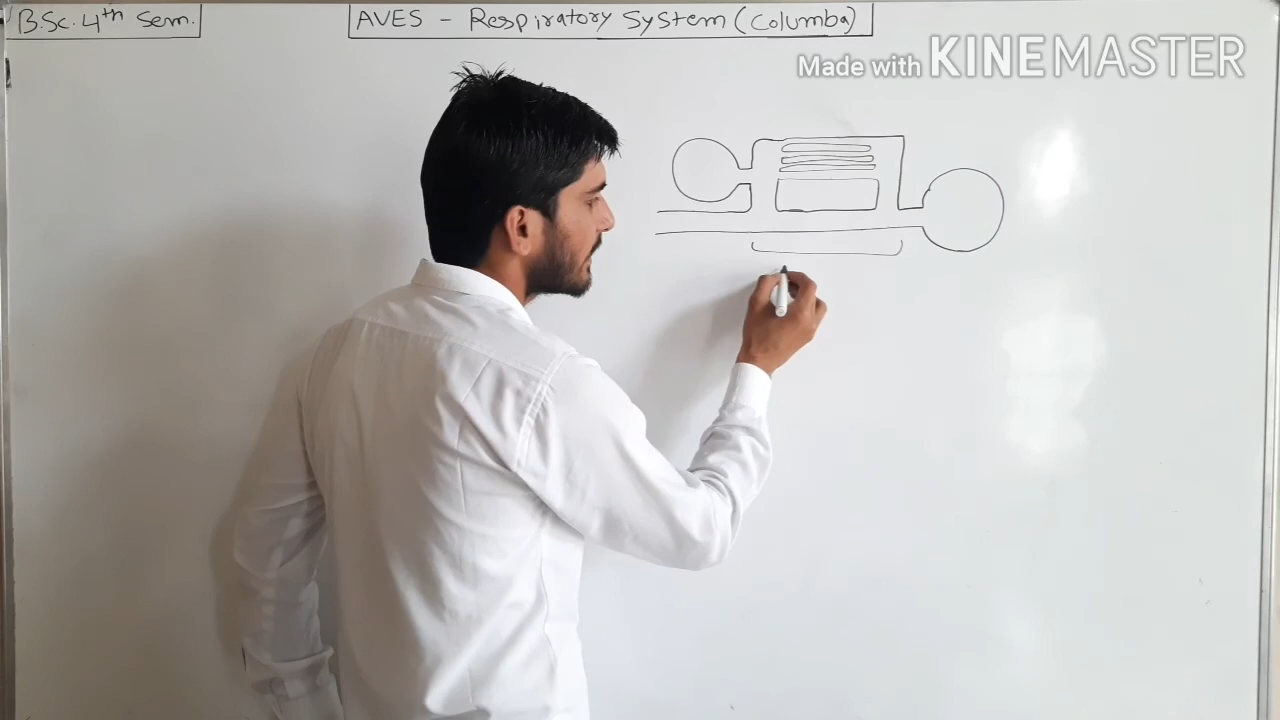 B.Sc. 4th Sem.
AVES - Respiratory System (Columba)
Made with KINEMASTER